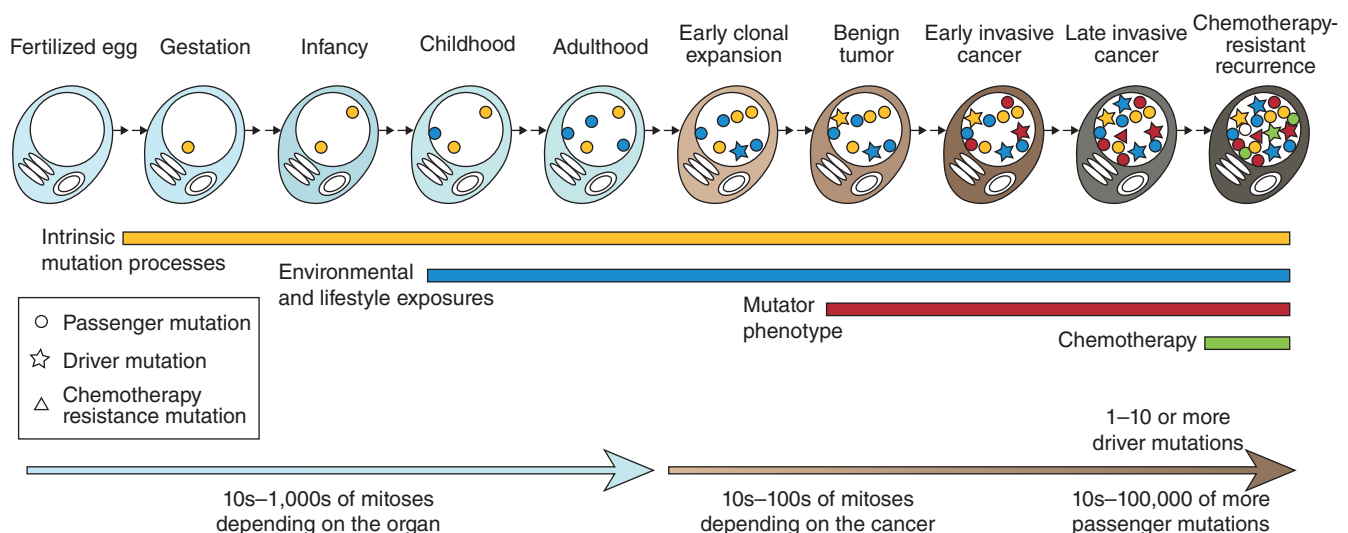 Fertilized egg
Gestation
Infancy
Childhood
Adulthood
Early clonal
expansion
Benign
tumor
Early invasive
cancer
Late invasive
cancer
Chemotherapy-
resistant
recurrence
Intrinsic
mutation processes
Environmental
and lifestyle exposures
Mutator
phenotype
Chemotherapy
Passenger mutation
Driver mutation
Chemotherapy
resistance mutation
1–10 or more
driver mutations
10s–1,000s of mitoses
depending on the organ
10s–100s of mitoses
depending on the cancer
10s–100,000 of more
passenger mutations